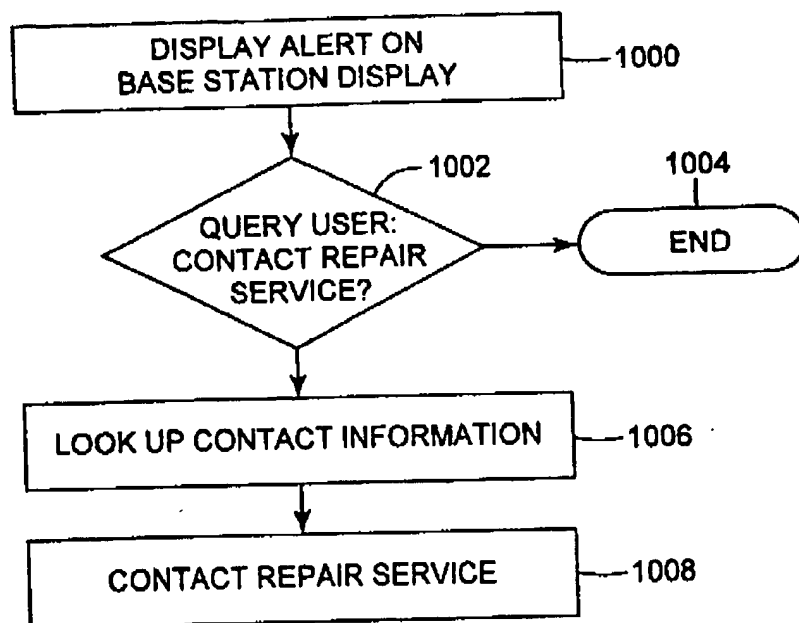 DISPLAY ALERT ON
BASE STATION DISPLAY
1000
1002
1004
QUERY USER:
CONTACT REPAIR
SERVICE?
END
LOOK UP CONTACT INFORMATION
1006
CONTACT REPAIR SERVICE
1008